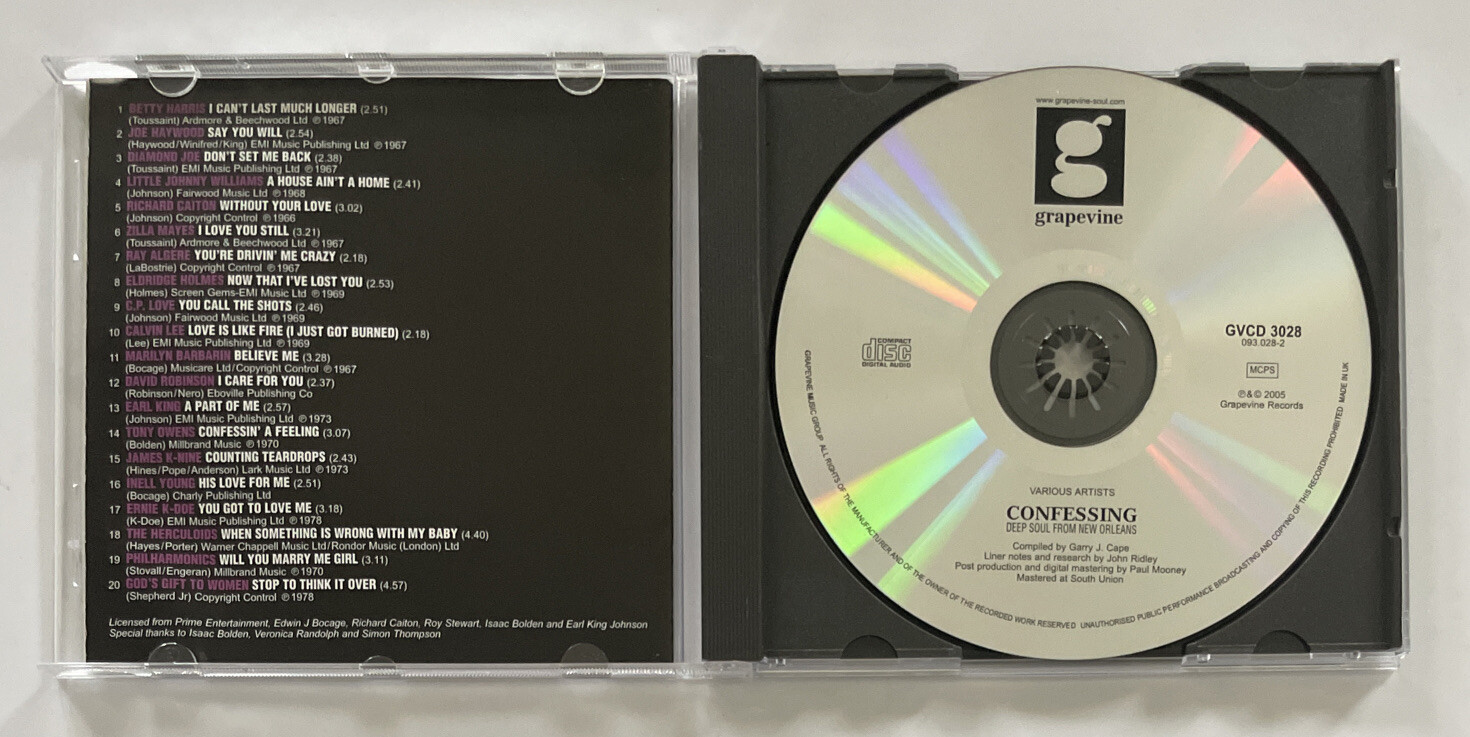 1 BETTY HARRIS I CAN'T LAST MUCH LONGER (2.51)
(Toussaint) Ardmore & Beechwood Ltd ℗1967
2 JOE HAYWOOD SAY YOU WILL (2.54)
(Haywood/Winifred/King) EMI Music Publishing Ltd ℗1967
3 DIAMOND JOE DON'T SET ME BACK (2.38)
(Toussaint) EMI Music Publishing Ltd ℗1967
4 LITTLE JOHNNY WILLIAMS A HOUSE AIN'T A HOME (2.41)
(Johnson) Fairwood Music Ltd ℗1968
5 RICHARD CAITON WITHOUT YOUR LOVE (3.02)
(Johnson) Copyright Control ℗1966
6 ZILLA MAYES I LOVE YOU STILL (3.21)
(Toussaint) Ardmore & Beechwood Ltd ℗1967
7 RAY ALGERE YOU'RE DRIVIN' ME CRAZY (2.18)
(LaBostrie) Copyright Control ℗1967
8 ELDRIDGE HOLMES NOW THAT I'VE LOST YOU (2.53)
(Holmes) Screen Gems-EMI Music Ltd ℗1969
9 C.P. LOVE YOU CALL THE SHOTS (2.46)
(Johnson) Fairwood Music Ltd ℗1969
10 CALVIN LEE LOVE IS LIKE FIRE (I JUST GOT BURNED) (2.18)
(Lee) EMI Music Publishing Ltd ℗1969
11 MARILYN BARBARIN BELIEVE ME (3.28)
(Bocage) Musicare Ltd/Copyright Control ℗1967
12 DAVID ROBINSON I CARE FOR YOU (2.37)
(Robinson/Nero) Eboville Publishing Co
13 EARL KING A PART OF ME (2.57)
(Johnson) EMI Music Publishing Ltd ℗1973
14 TONY OWENS CONFESSIN' A FEELING (3.07)
(Bolden) Millbrand Music ℗1970
15 JAMES K-NINE COUNTING TEARDROPS (2.43)
(Hines/Pope/Anderson) Lark Music Ltd ℗1973
16 INELL YOUNG HIS LOVE FOR ME (2.51)
(Bocage) Charly Publishing Ltd
17 ERNIE K-DOE YOU GOT TO LOVE ME (3.18)
(K-Doe) EMI Music Publishing Ltd ℗1978
18 THE HERCULOIDS WHEN SOMETHING IS WRONG WITH MY BABY (4.40)
(Hayes/Porter) Warner Chappell Music Ltd/Rondor Music (London) Ltd
19 PHILHARMONICS WILL YOU MARRY ME GIRL (3.11)
(Stovall/Engeran) Millbrand Music ℗1970
20 GOD'S GIFT TO WOMEN STOP TO THINK IT OVER (4.57)
(Shepherd Jr) Copyright Control ℗1978
Licensed from Prime Entertainment, Edwin J Bocage, Richard Caiton, Roy Stewart, Isaac Bolden and Earl King Johnson
Special thanks to Isaac Bolden, Veronica Randolph and Simon Thompson
www.grapevine-soul.com
g
grapevine
COMPACT
disc
DIGITAL AUDIO
GVCD 3028
093.028-2
MCPS
℗&© 2005
Grapevine Records
VARIOUS ARTISTS
CONFESSING
DEEP SOUL FROM NEW ORLEANS
Compiled by Garry J. Cape
Liner notes and research by John Ridley
Post production and digital mastering by Paul Mooney
Mastered at South Union
GRAPEVINE MUSIC GROUP ALL RIGHTS OF THE MANUFACTURER AND OF THE OWNER OF THE RECORDED WORK RESERVED UNAUTHORISED PUBLIC PERFORMANCE BROADCASTING AND COPYING OF THIS RECORDING PROHIBITED MADE IN UK